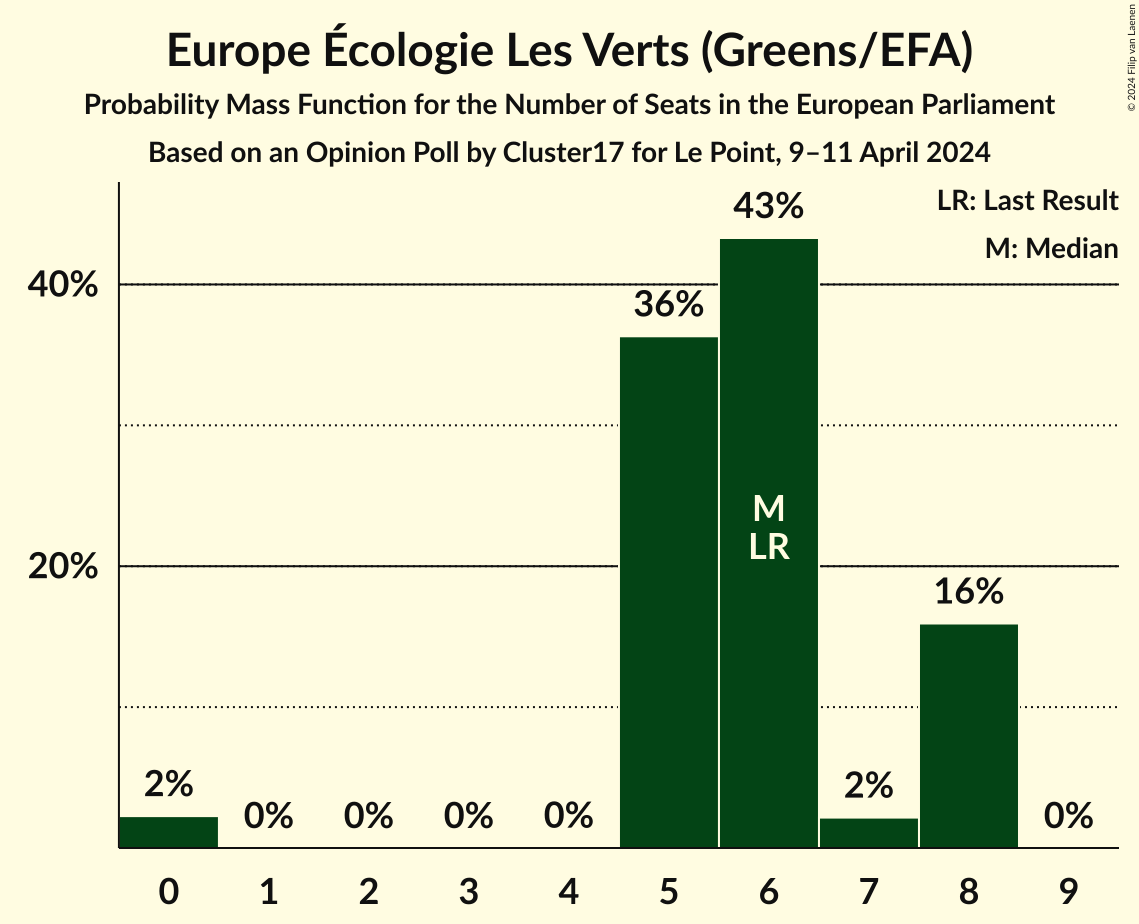 Europe Écologie Les Verts (Greens/EFA)
Probability Mass Function for the Number of Seats in the European Parliament
Based on an Opinion Poll by Cluster17 for Le Point, 9–11 April 2024
© 2024 Filip van Laenen
LR: Last Result
M: Median
40%
20%
2%
0%
0%
0%
0%
36%
43%
M
LR
2%
16%
0%
0
1
2
3
4
5
6
7
8
9